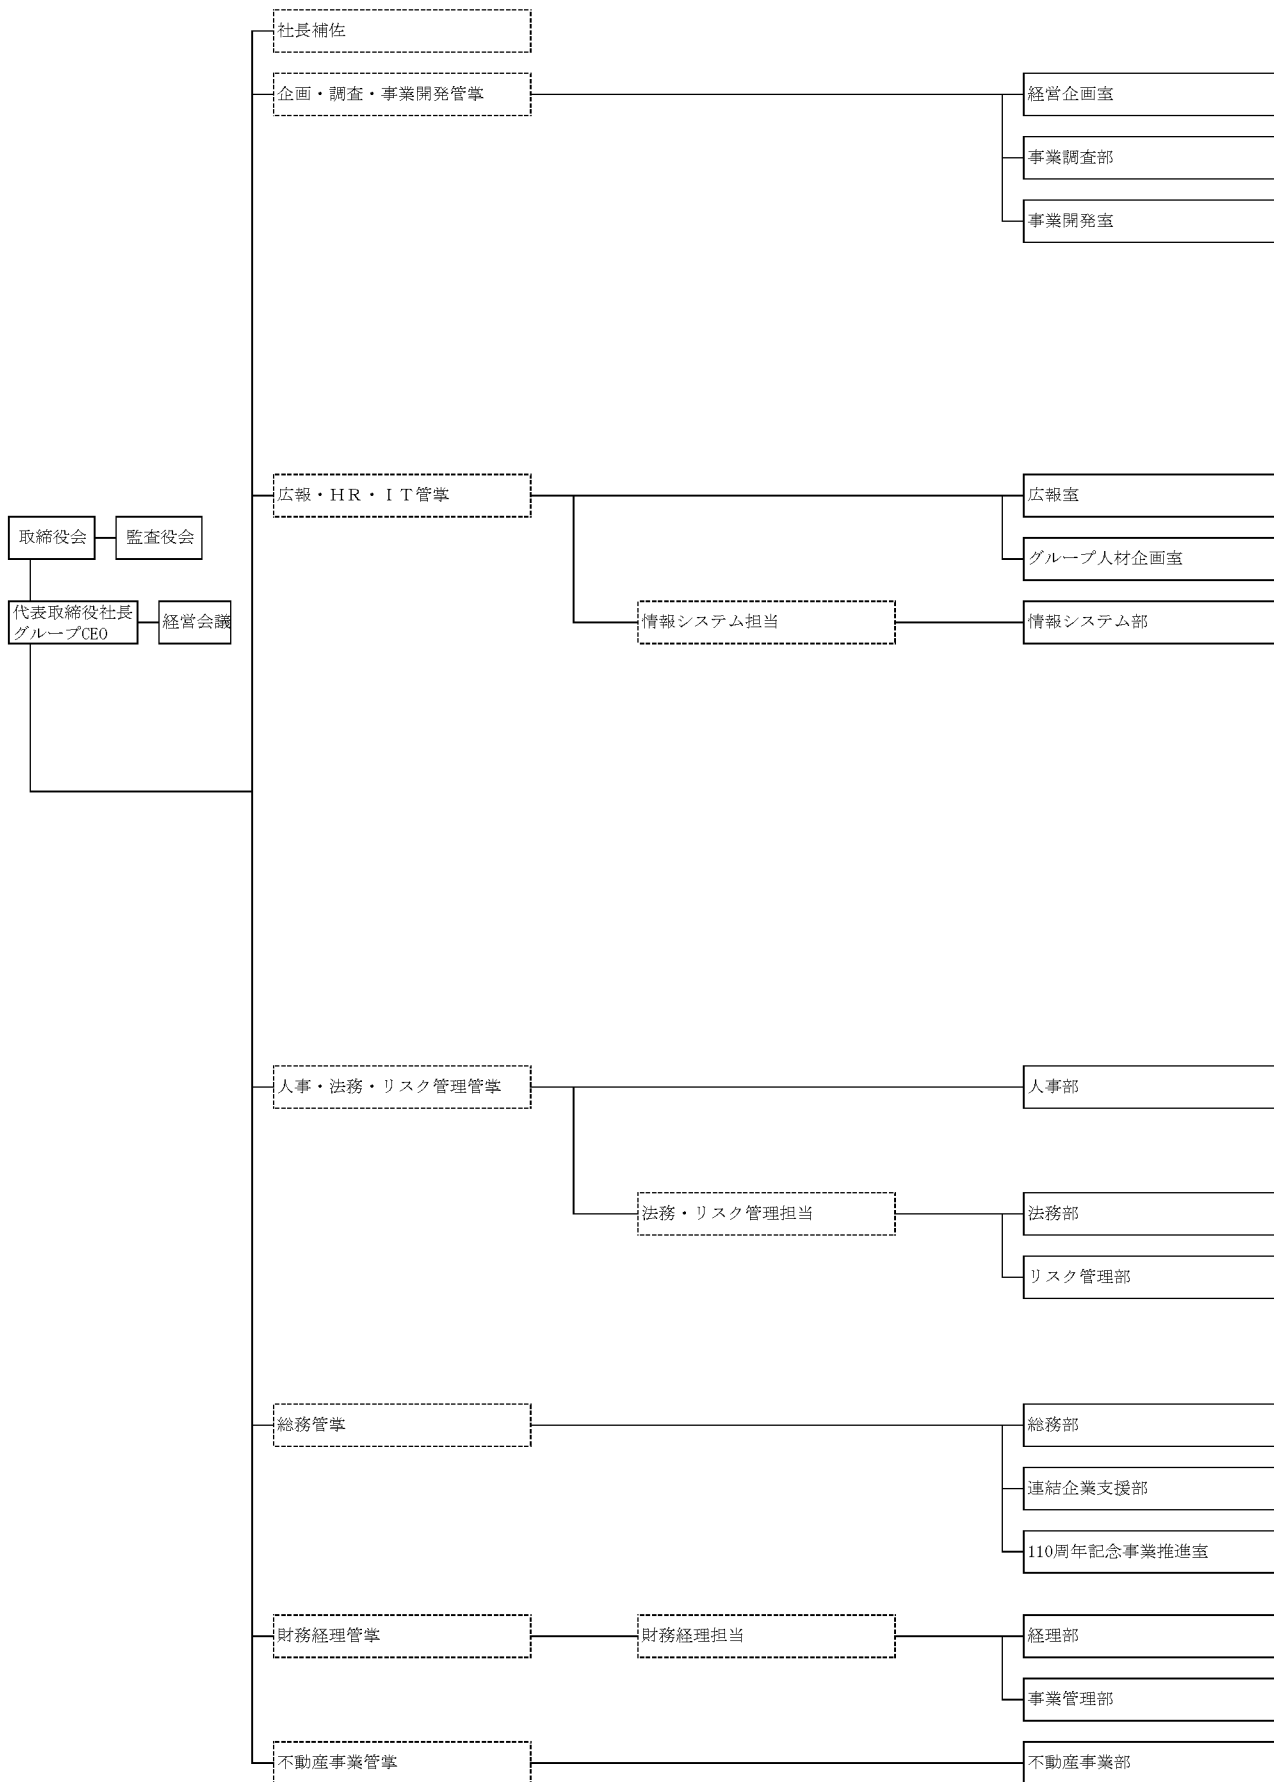 社長補佐
企画・調査・事業開発管掌
経営企画室
事業調査部
事業開発室
広報・ＨＲ・ＩＴ管掌
広報室
グループ人材企画室
取締役会
監査役会
代表取締役社長
グループCEO
経営会議
情報システム担当
情報システム部
人事・法務・リスク管理管掌
人事部
法務・リスク管理担当
法務部
リスク管理部
総務管掌
総務部
連結企業支援部
110周年記念事業推進室
財務経理管掌
財務経理担当
経理部
事業管理部
不動産事業管掌
不動産事業部